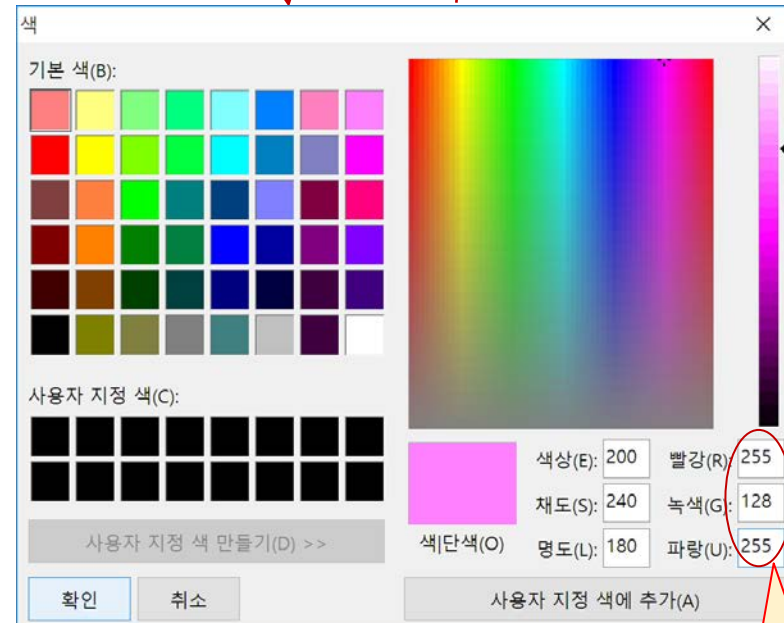 색
기본 색(B):
사용자 지정 색(C):
사용자 지정 색 만들기(D) >>
확인
취소
색|단색(O)
색상(E): 200
채도(S): 240
명도(L): 180
빨강(R): 255
녹색(G): 128
파랑(U): 255
사용자 지정 색에 추가(A)